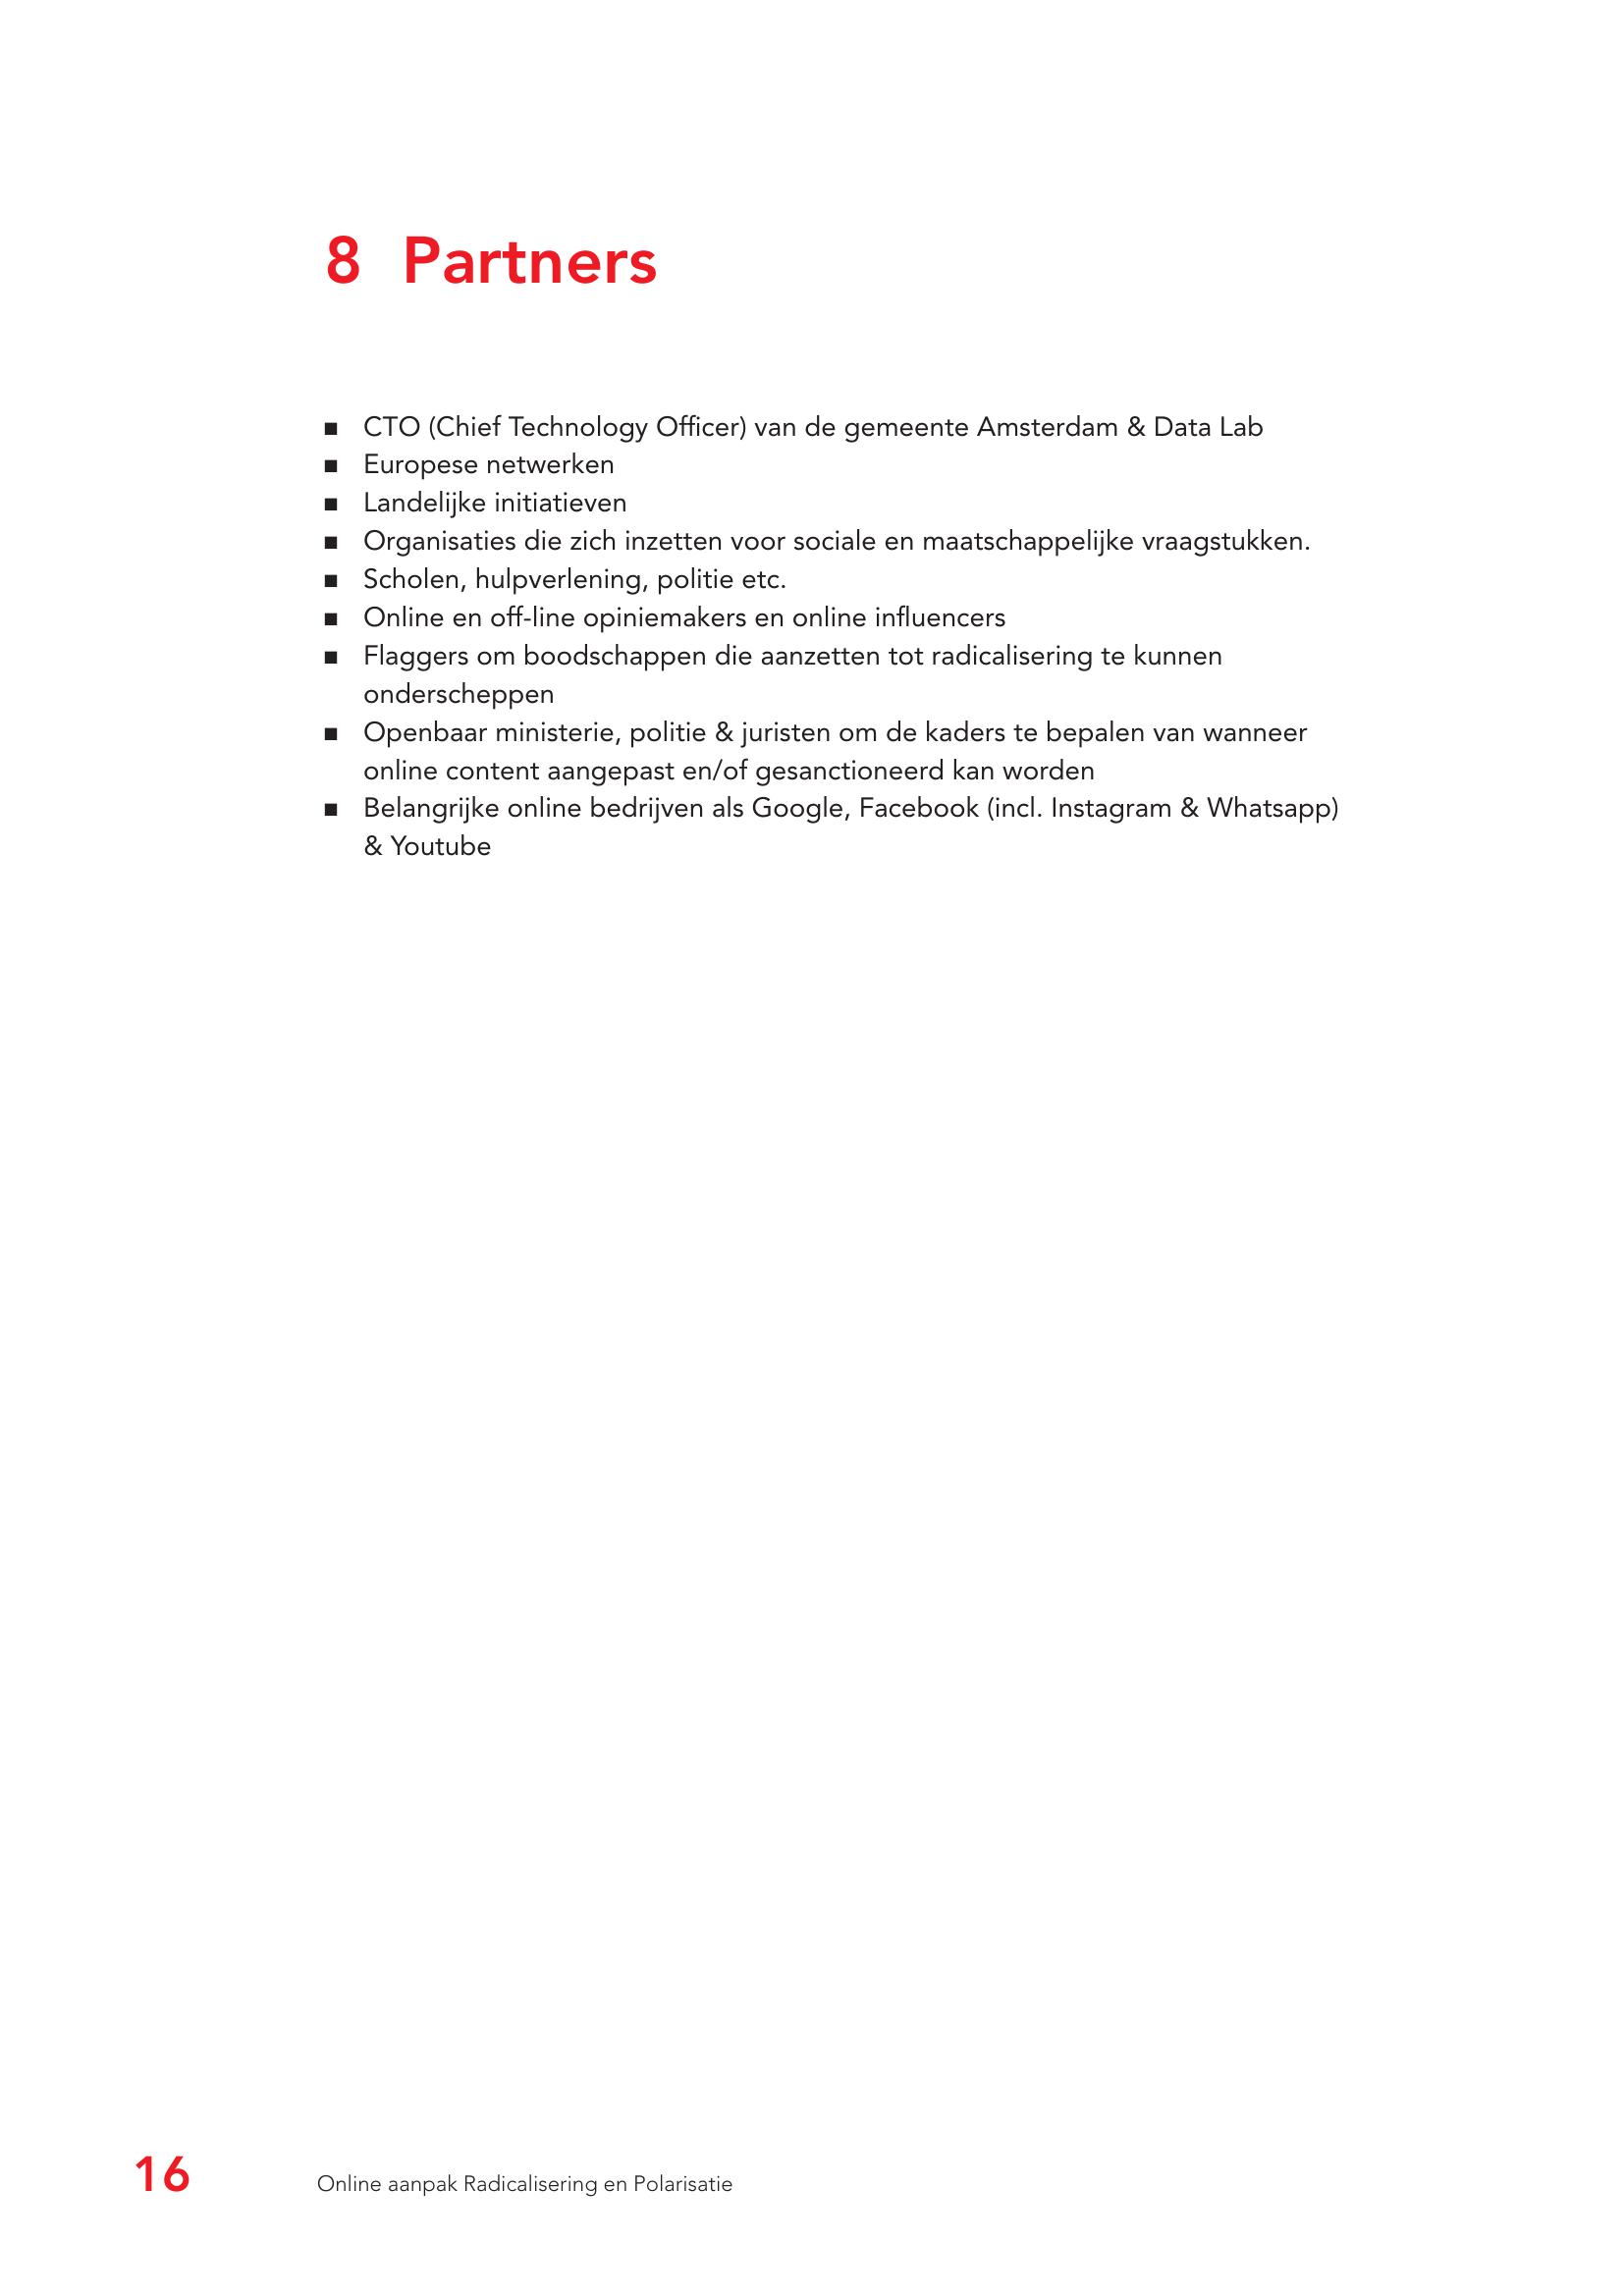 8 Partners
■ CTO (Chief Technology Officer) van de gemeente Amsterdam & Data Lab
■ Europese netwerken
■ Landelijke initiatieven
■ Organisaties die zich inzetten voor sociale en maatschappelijke vraagstukken.
■ Scholen, hulpverlening, politie etc.
■ Online en off-line opiniemakers en online influencers
■ Flaggers om boodschappen die aanzetten tot radicalisering te kunnen
onderscheppen
■ Openbaar ministerie, politie & juristen om de kaders te bepalen van wanneer
online content aangepast en/of gesanctioneerd kan worden
■ Belangrijke online bedrijven als Google, Facebook (incl. Instagram & Whatsapp)
& Youtube
16 Online aanpak Radicalisering en Polarisatie